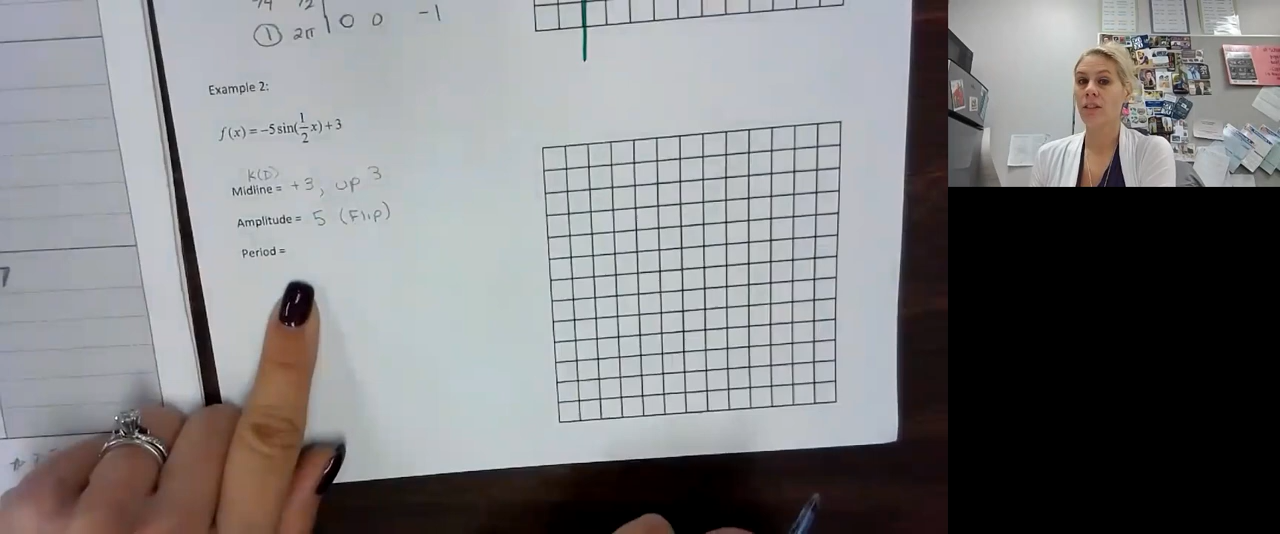 ① 2π 0 0 -1
Example 2:
f(x) = -5 sin(1/2 x) + 3
K(D)
Midline = +3, up 3
Amplitude = 5 (Flip)
Period =